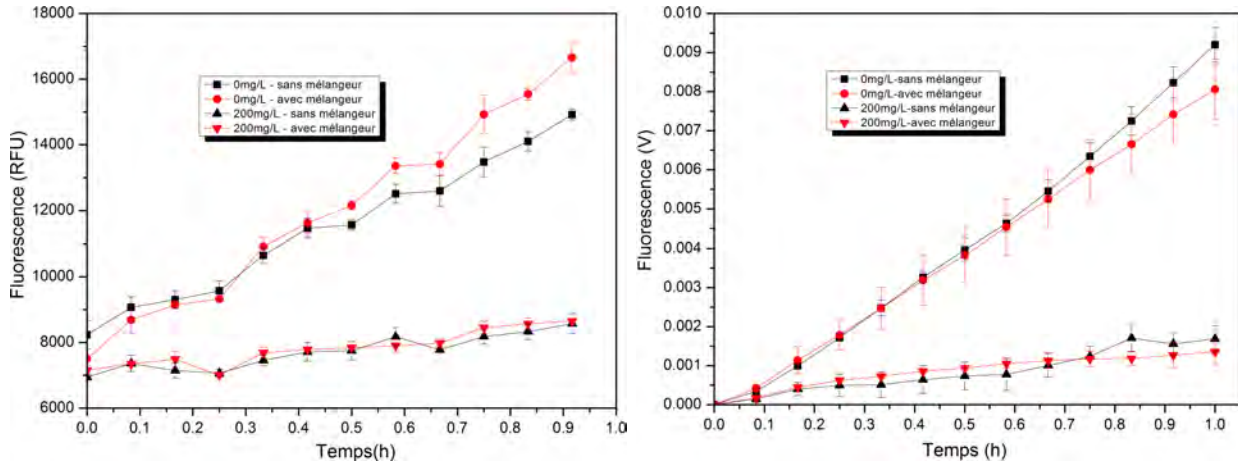 18000
16000
14000
12000
10000
8000
6000
Fluorescence (RFU)
0mg/L - sans mélangeur
0mg/L - avec mélangeur
200mg/L - sans mélangeur
200mg/L - avec mélangeur
0.0 0.1 0.2 0.3 0.4 0.5 0.6 0.7 0.8 0.9 1.0
Temps(h)
0.010
0.009
0.008
0.007
0.006
0.005
0.004
0.003
0.002
0.001
0.000
Fluorescence (V)
0mg/L-sans mélangeur
0mg/L-avec mélangeur
200mg/L-sans mélangeur
200mg/L-avec mélangeur
0.0 0.1 0.2 0.3 0.4 0.5 0.6 0.7 0.8 0.9 1.0
Temps (h)